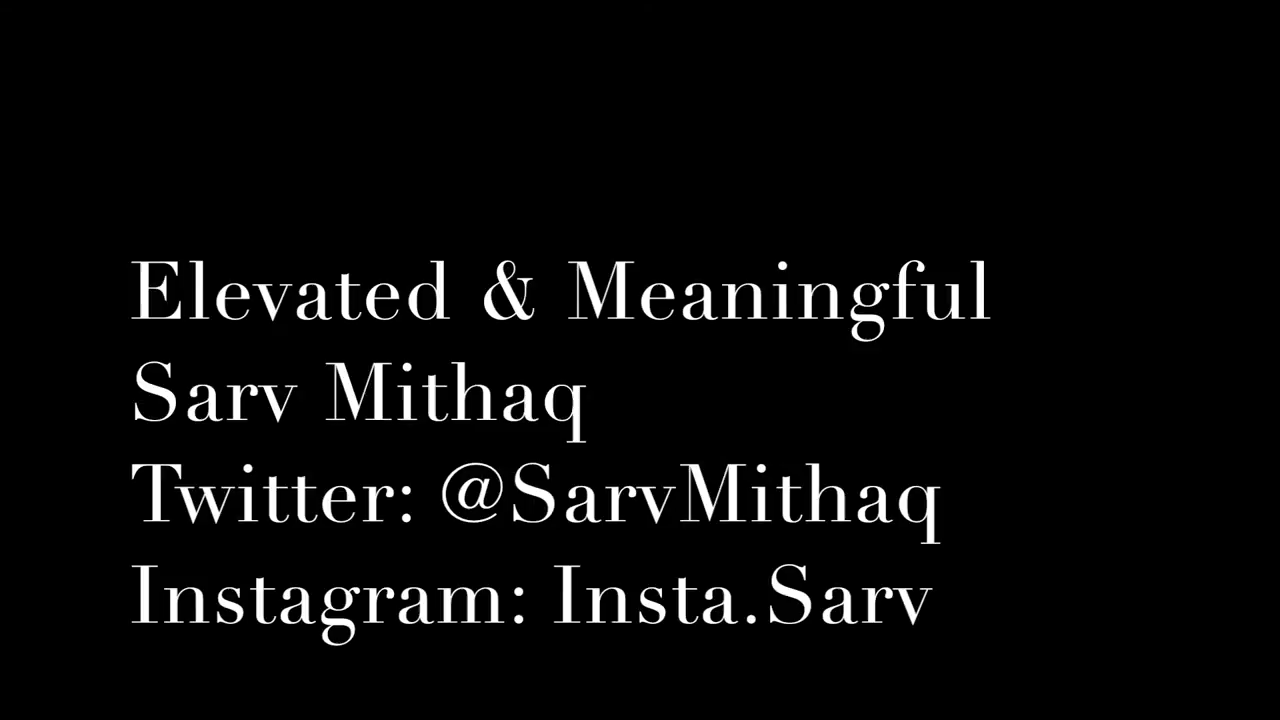 Elevated & Meaningful
Sarv Mithaq
Twitter: @SarvMithaq
Instagram: Insta.Sarv